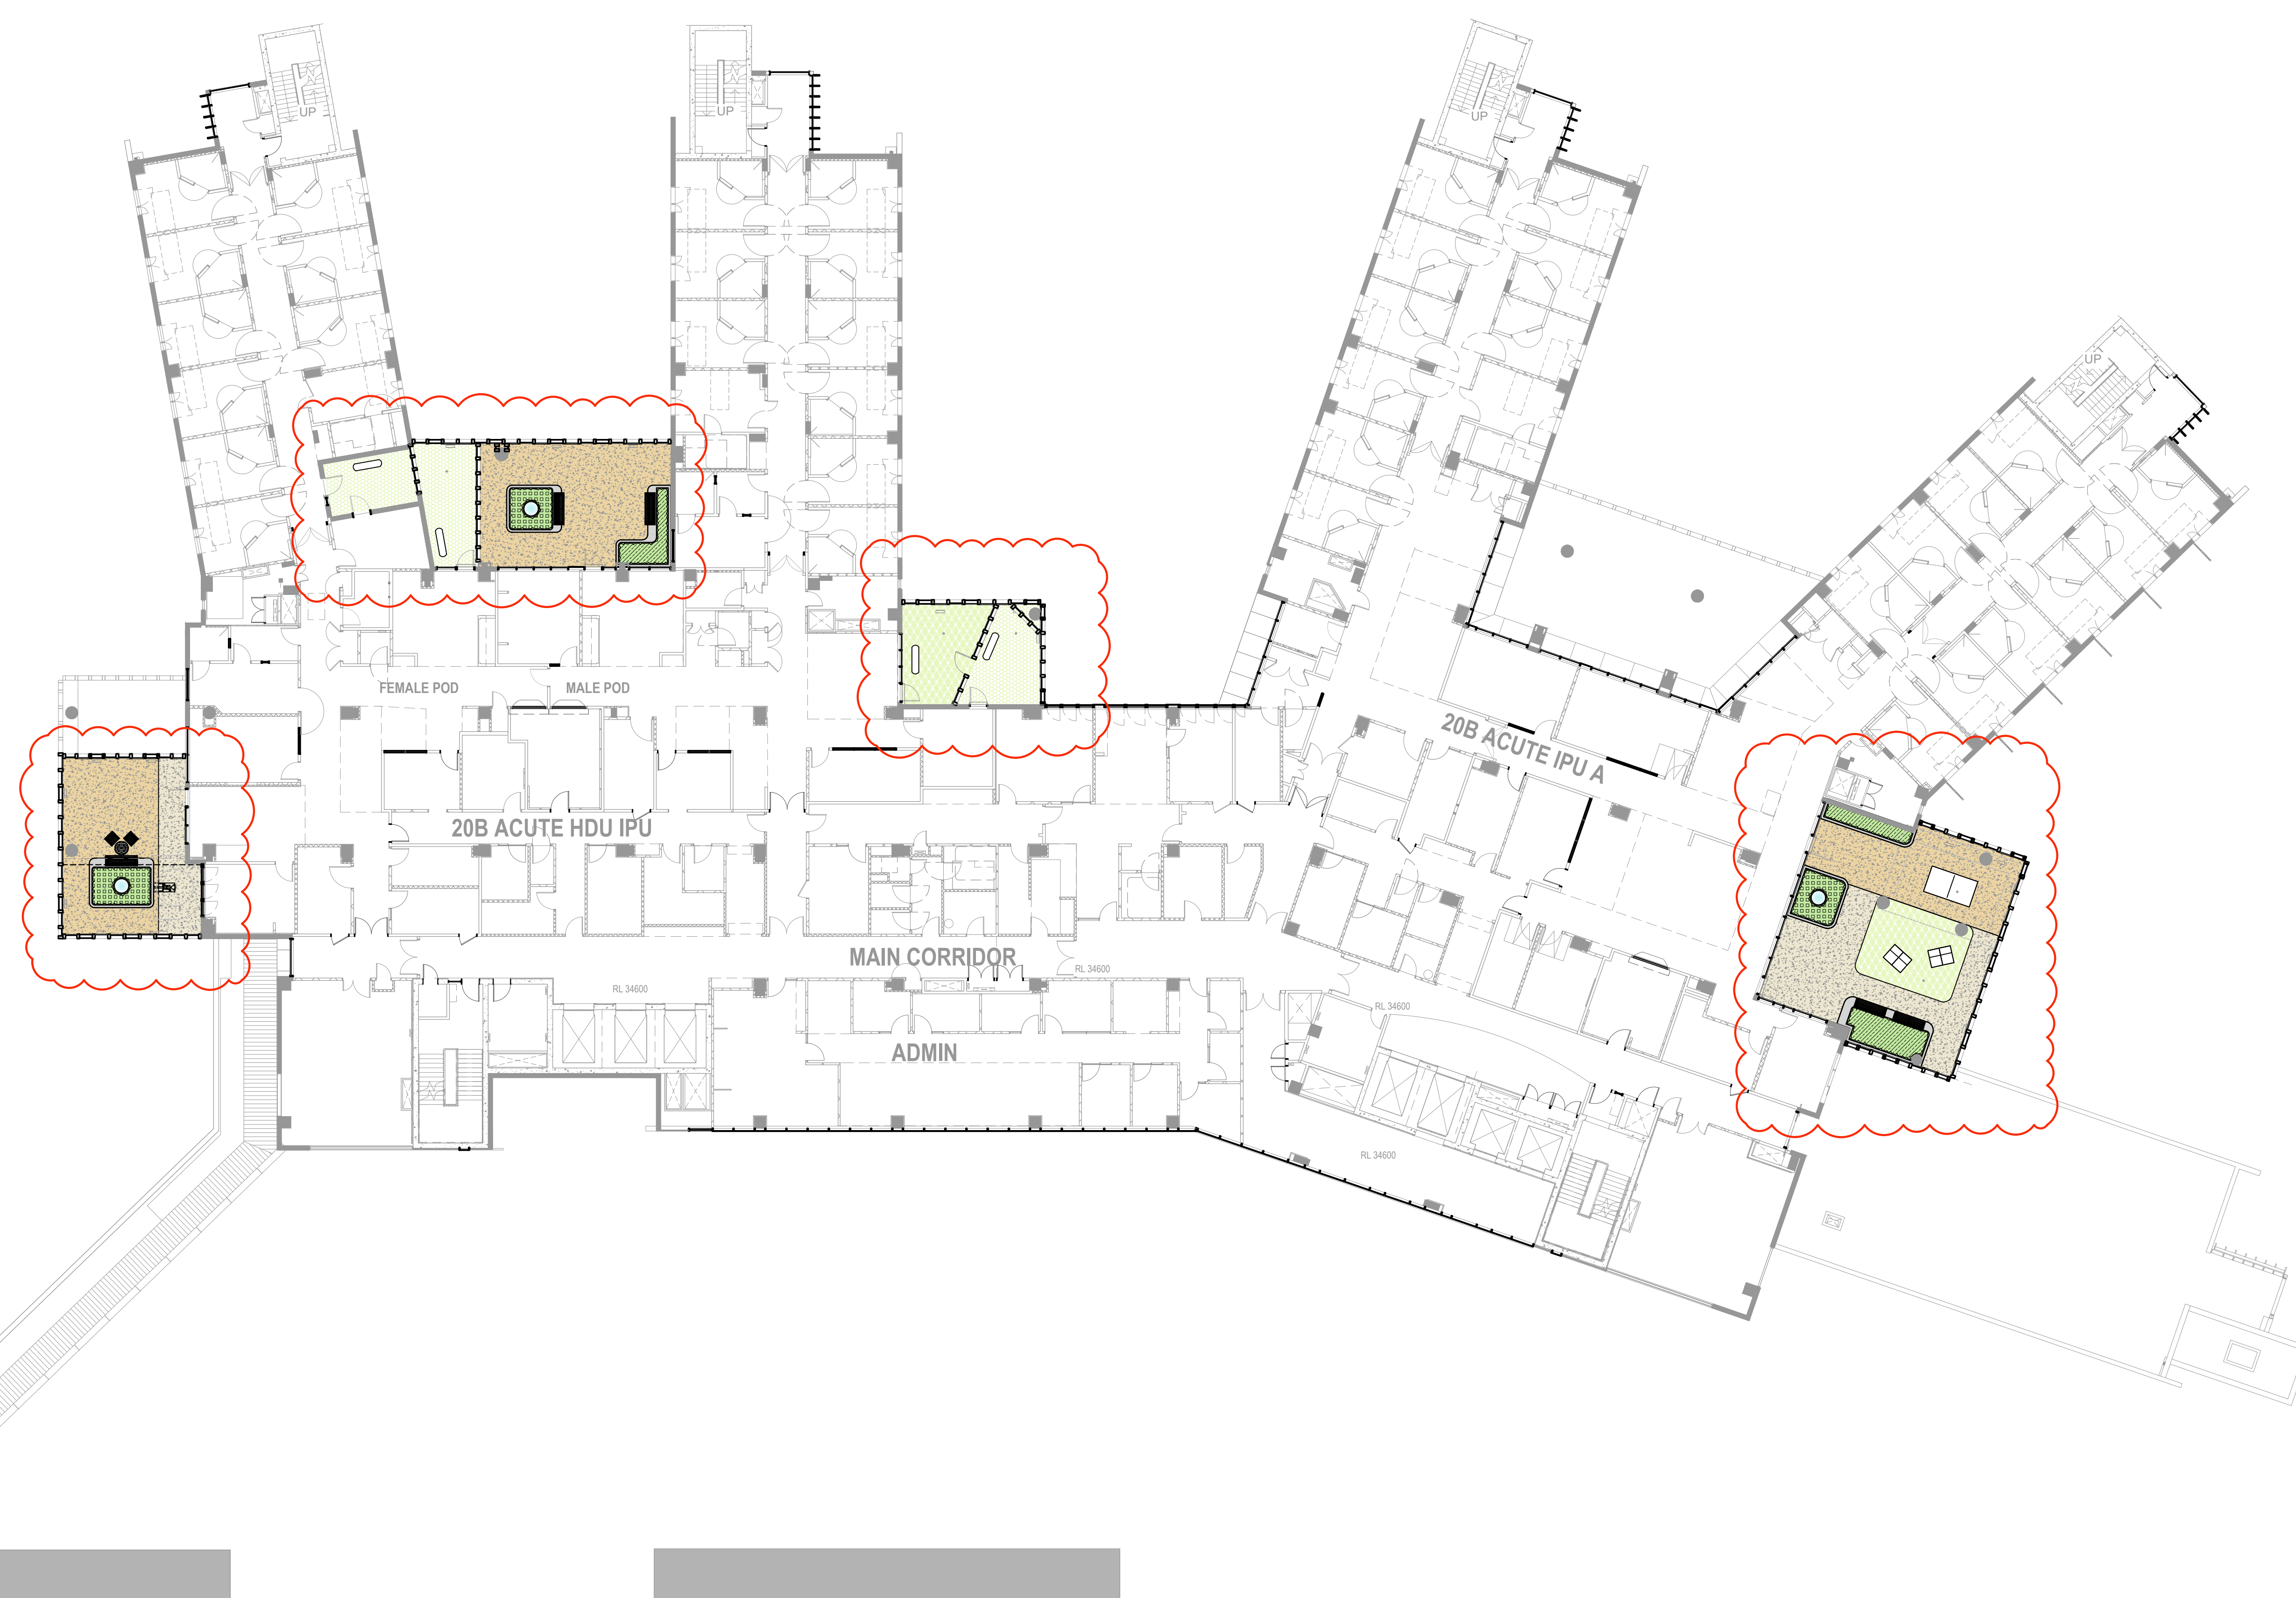 UP
UP
UP
UP
FEMALE POD
MALE POD
20B ACUTE IPU A
20B ACUTE HDU IPU
MAIN CORRIDOR
RL 34600
RL 34600
RL 34600
ADMIN
RL 34600